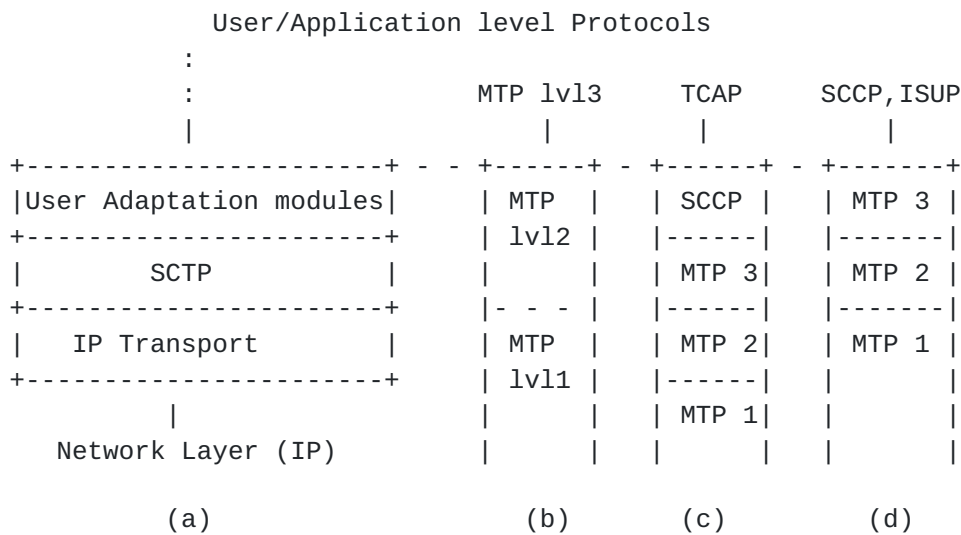 User/Application level Protocols
           :
           :                 MTP lvl3     TCAP     SCCP,ISUP
           |                     |         |           |
+-----------------------+ - - +------+ - +------+ - +-------+
|User Adaptation modules|     | MTP  |   | SCCP |   | MTP 3 |
+-----------------------+     | lvl2 |   |------|   |-------|
|        SCTP           |     |      |   | MTP 3|   | MTP 2 |
+-----------------------+     |- - - |   |------|   |-------|
|   IP Transport        |     | MTP  |   | MTP 2|   | MTP 1 |
+-----------------------+     | lvl1 |   |------|   |       |
          |                   |      |   | MTP 1|   |       |
   Network Layer (IP)         |      |   |      |   |       |
          (a)                    (b)       (c)         (d)